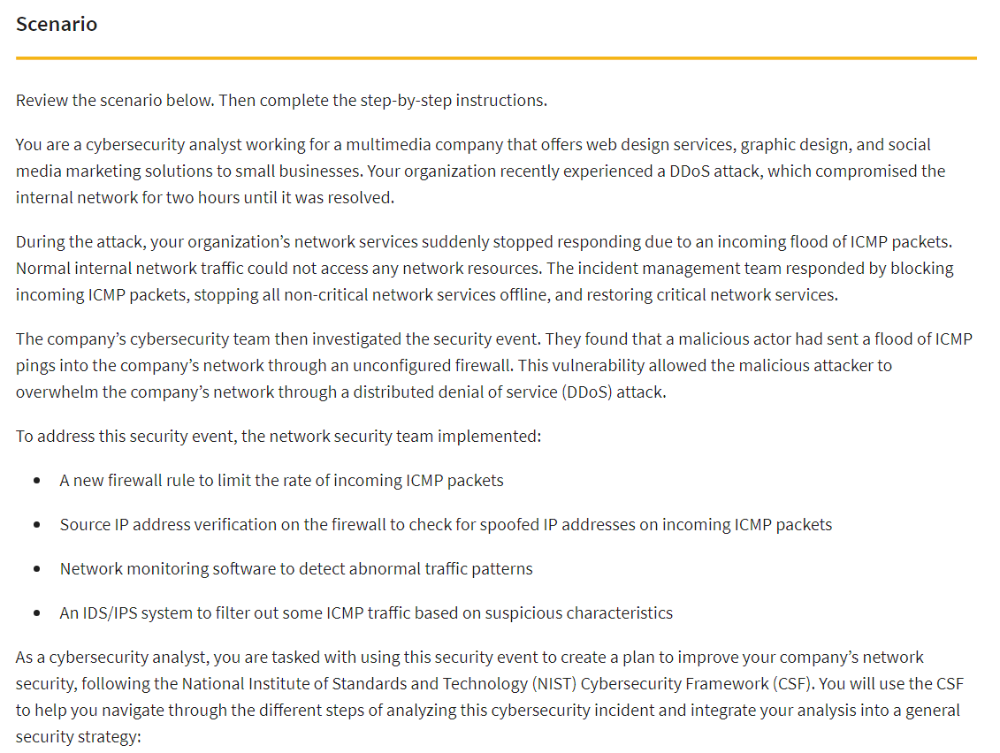 Scenario
Review the scenario below. Then complete the step-by-step instructions.
You are a cybersecurity analyst working for a multimedia company that offers web design services, graphic design, and social
media marketing solutions to small businesses. Your organization recently experienced a DDoS attack, which compromised the
internal network for two hours until it was resolved.
During the attack, your organization’s network services suddenly stopped responding due to an incoming flood of ICMP packets.
Normal internal network traffic could not access any network resources. The incident management team responded by blocking
incoming ICMP packets, stopping all non-critical network services offline, and restoring critical network services.
The company’s cybersecurity team then investigated the security event. They found that a malicious actor had sent a flood of ICMP
pings into the company’s network through an unconfigured firewall. This vulnerability allowed the malicious attacker to
overwhelm the company’s network through a distributed denial of service (DDoS) attack.
To address this security event, the network security team implemented:
• A new firewall rule to limit the rate of incoming ICMP packets
• Source IP address verification on the firewall to check for spoofed IP addresses on incoming ICMP packets
• Network monitoring software to detect abnormal traffic patterns
• An IDS/IPS system to filter out some ICMP traffic based on suspicious characteristics
As a cybersecurity analyst, you are tasked with using this security event to create a plan to improve your company’s network
security, following the National Institute of Standards and Technology (NIST) Cybersecurity Framework (CSF). You will use the CSF
to help you navigate through the different steps of analyzing this cybersecurity incident and integrate your analysis into a general
security strategy: